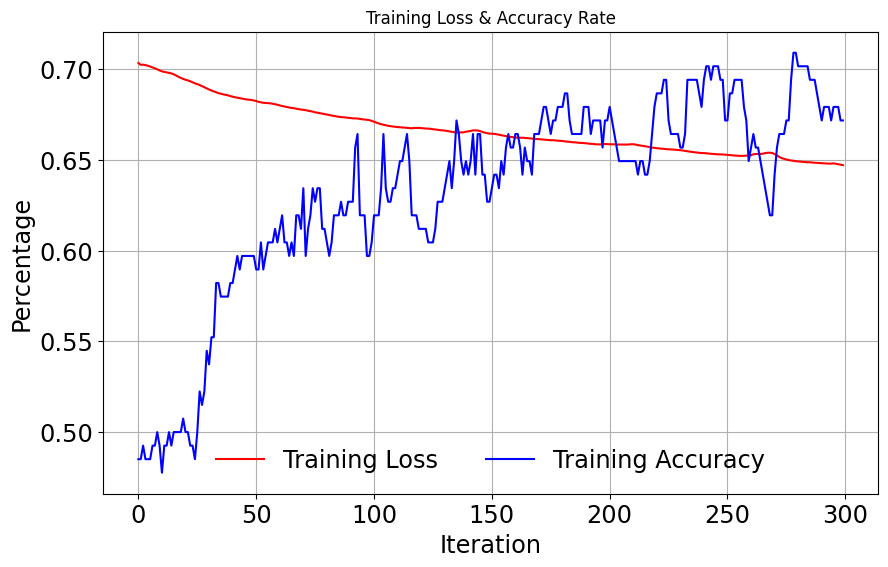 Training Loss & Accuracy Rate
Percentage
0.70
0.65
0.60
0.55
0.50
Training Loss
Training Accuracy
0 50 100 150 200 250 300
Iteration